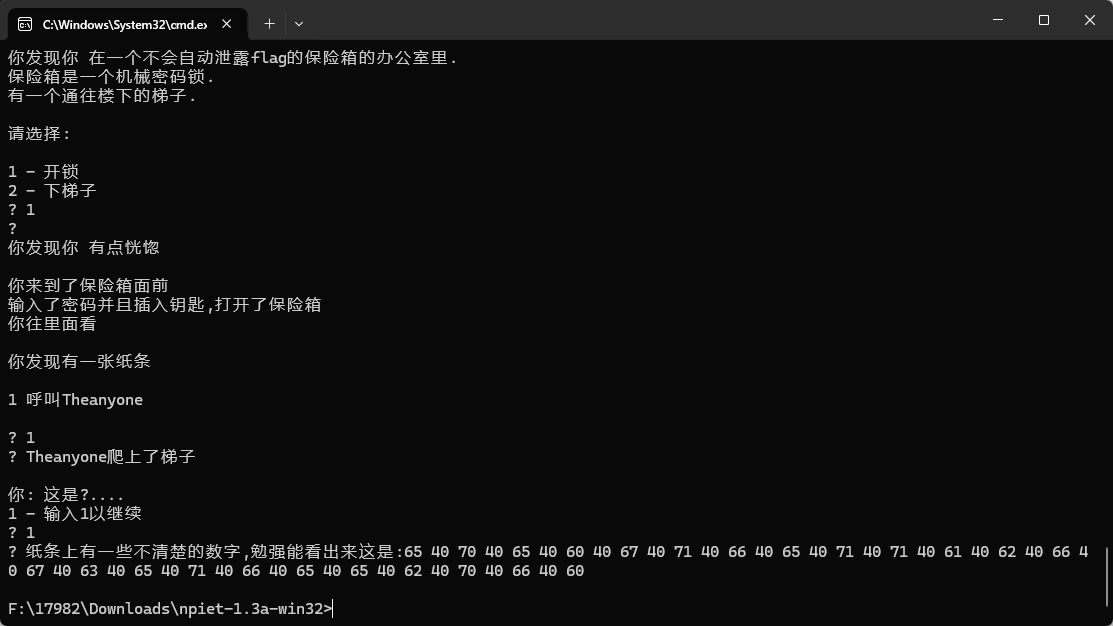 C:\Windows\System32\cmd.ex
你发现你 在一个不会自动泄露flag的保险箱的办公室里.
保险箱是一个机械密码锁.
有一个通往楼下的梯子.
请选择:
1 - 开锁
2 - 下梯子
? 1
?
你发现你 有点恍惚
你来到了保险箱面前
输入了密码并且插入钥匙,打开了保险箱
你往里面看
你发现有一张纸条
1 呼叫Theanyone
? 1
? Theanyone爬上了梯子
你: 这是?....
1 - 输入1以继续
? 1
? 纸条上有一些不清楚的数字,勉强能看出来这是:65 40 70 40 65 40 60 40 67 40 71 40 66 40 65 40 71 40 71 40 61 40 62 40 66 4
0 67 40 63 40 65 40 71 40 66 40 65 40 65 40 62 40 70 40 66 40 60
F:\17982\Downloads\npiet-1.3a-win32>